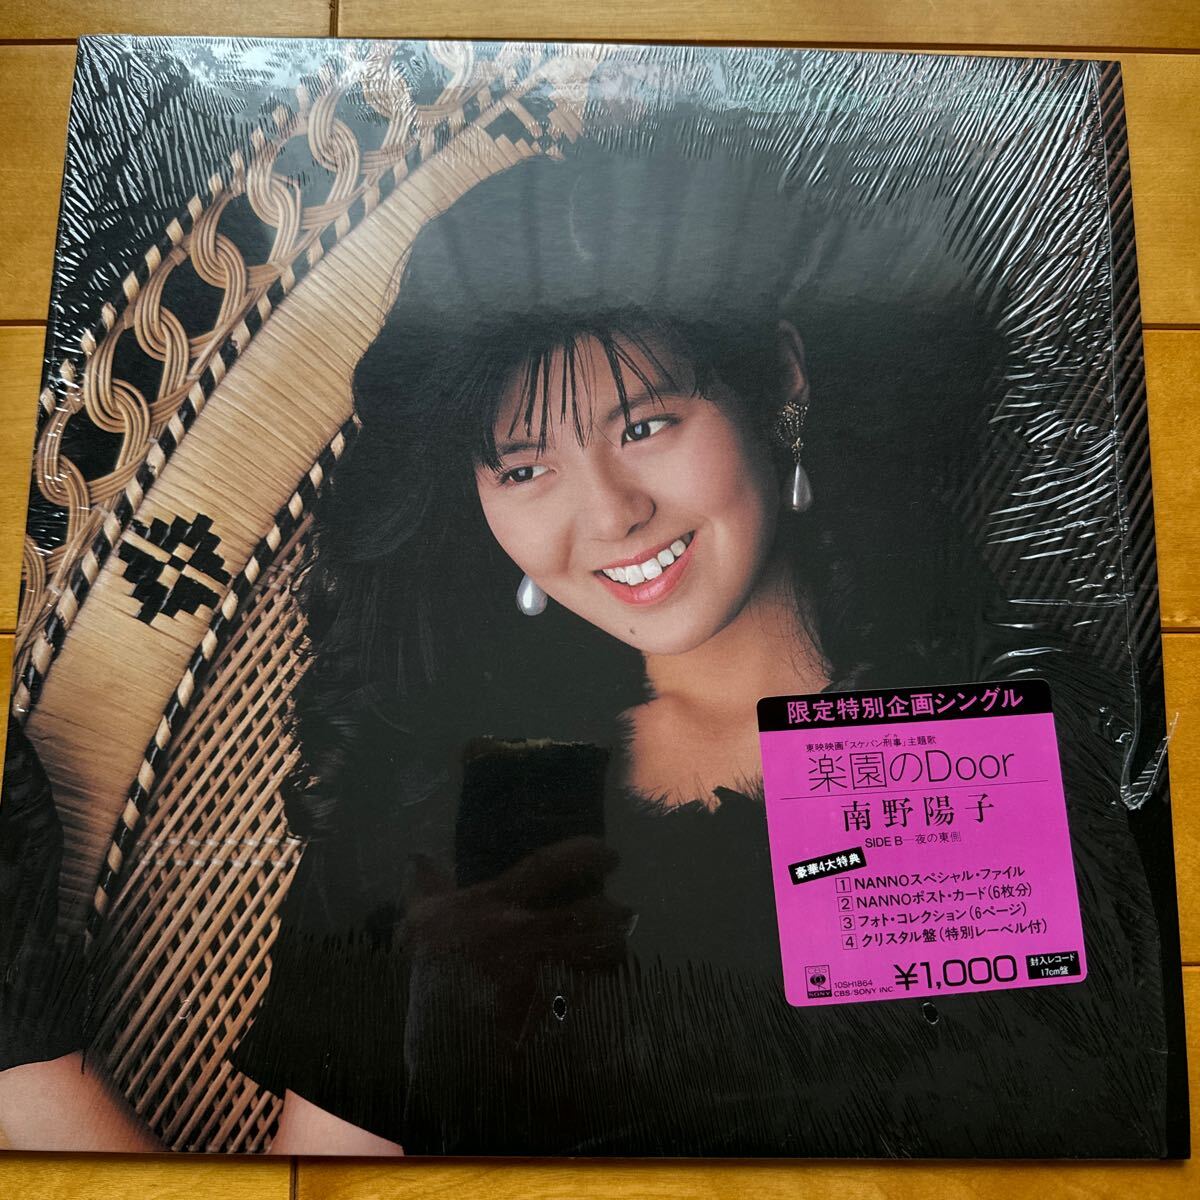 限定特別企画シングル
東映映画「スケバン刑事」主題歌
デカ
楽園のDoor
南野陽子
SIDE B—夜の東側
豪華4大特典
1 NANNOスペシャル・ファイル
2 NANNOポスト・カード(6枚分)
3 フォト・コレクション(6ページ)
4 クリスタル盤(特別レーベル付)
CBS
SONY
10SH1864
CBS/SONY INC.
¥1,000
封入レコード
17cm盤